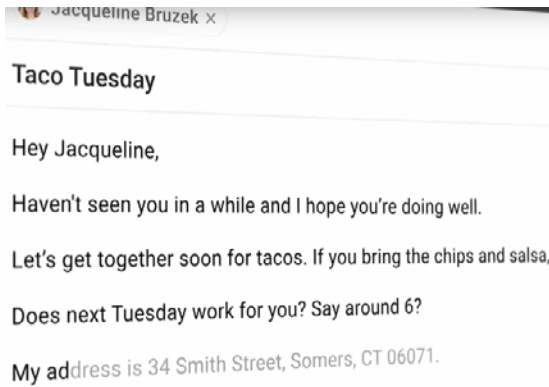 Jacqueline Bruzek ×
Taco Tuesday
Hey Jacqueline,
Haven't seen you in a while and I hope you're doing well.
Let's get together soon for tacos. If you bring the chips and salsa,
Does next Tuesday work for you? Say around 6?
My address is 34 Smith Street, Somers, CT 06071.